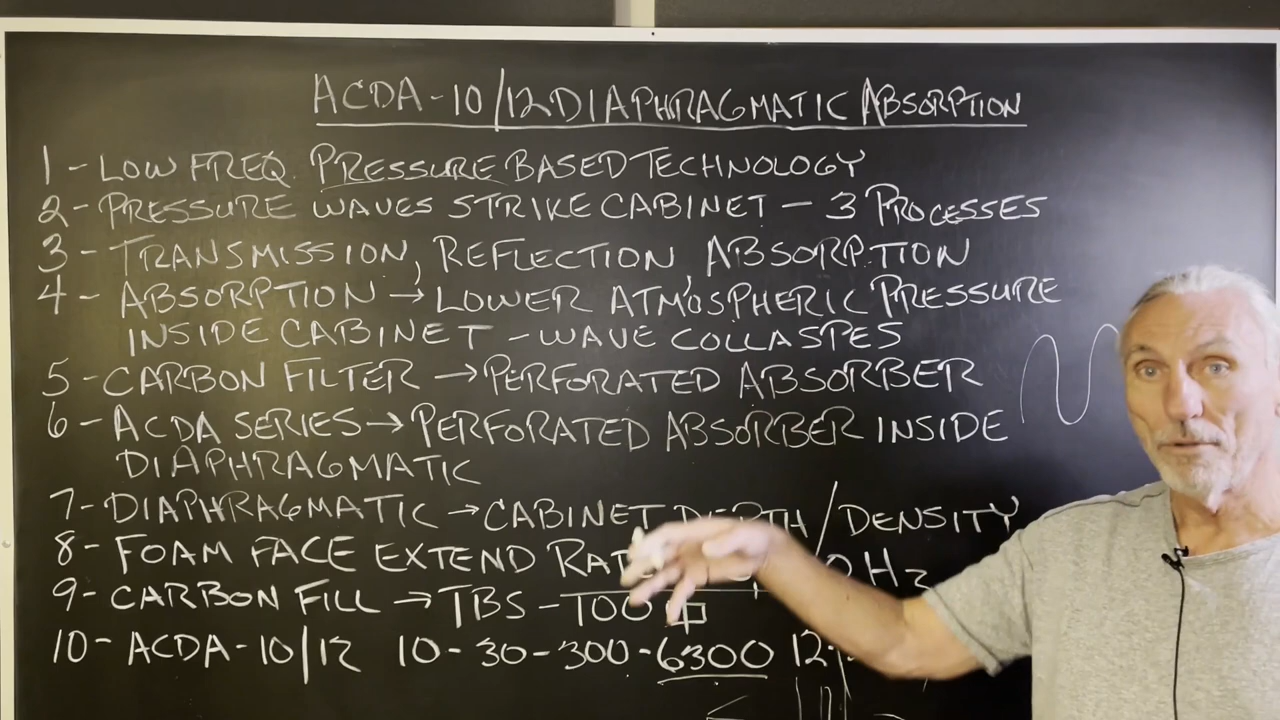 ACDA-10/12 DIAPHRAGMATIC ABSORPTION
1 - LOW FREQ. PRESSURE BASED TECHNOLOGY
2 - PRESSURE WAVES STRIKE CABINET - 3 PROCESSES
3 - TRANSMISSION, REFLECTION, ABSORPTION
4 - ABSORPTION → LOWER ATMOSPHERIC PRESSURE
INSIDE CABINET - WAVE COLLASPES
5 - CARBON FILTER → PERFORATED ABSORBER
6 - ACDA SERIES → PERFORATED ABSORBER INSIDE
DIAPHRAGMATIC
7 - DIAPHRAGMATIC → CABINET DEPTH/DENSITY
8 - FOAM FACE EXTEND HZ
9 - CARBON FILL → TBS -
10 - ACDA-10/12 10-30-300-6300